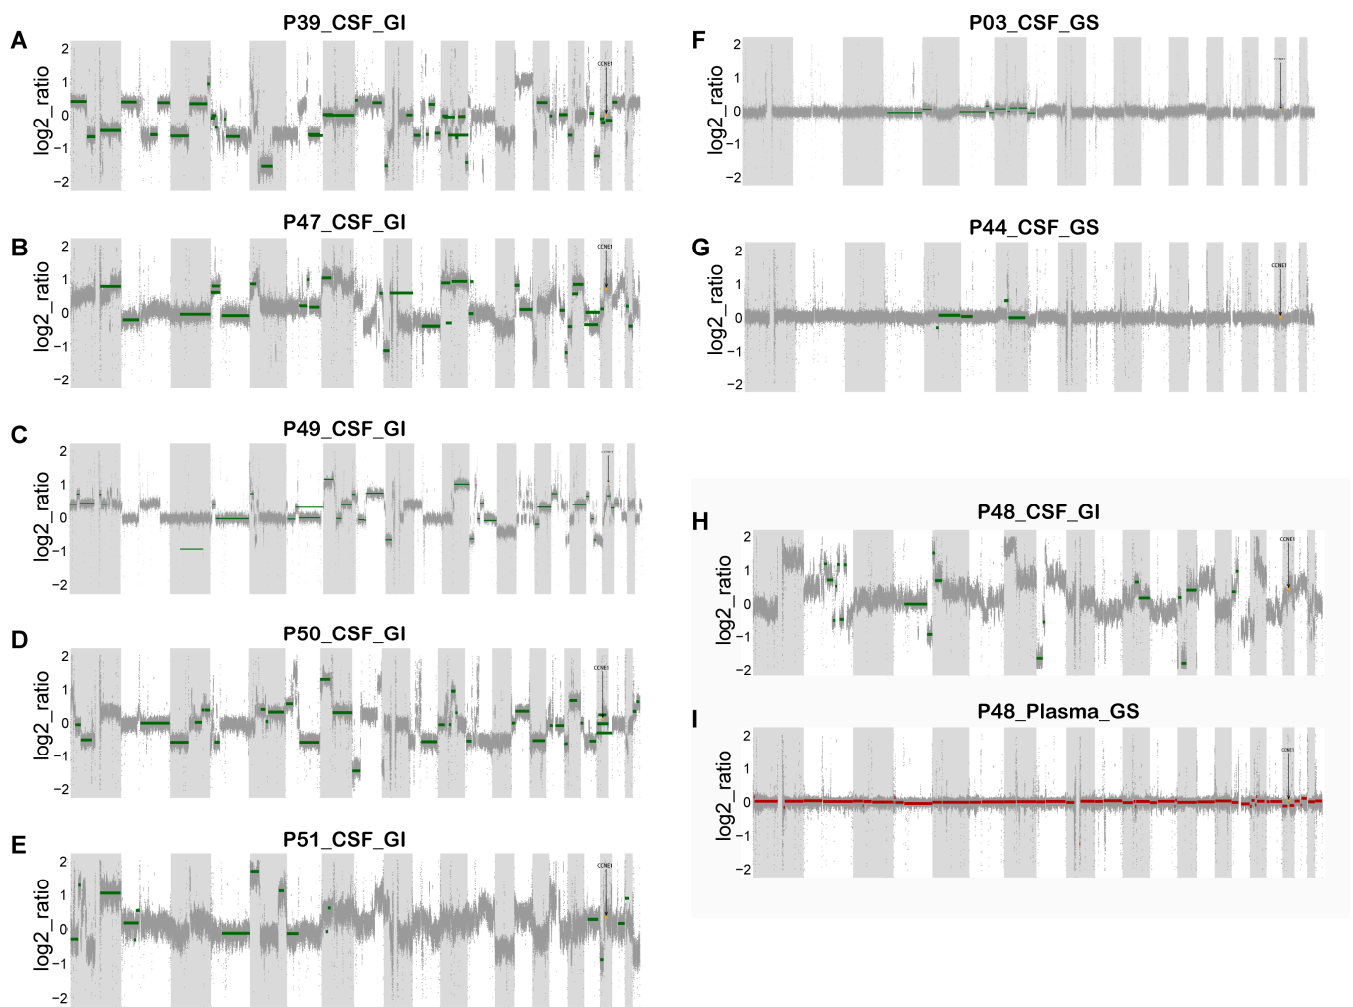 A
P39_CSF_GI
log2_ratio
2
1
0
−1
−2
CCNE1
B
P47_CSF_GI
log2_ratio
2
1
0
−1
−2
CCNE1
C
P49_CSF_GI
log2_ratio
2
1
0
−1
−2
D
P50_CSF_GI
log2_ratio
2
1
0
−1
−2
CCNE1
E
P51_CSF_GI
log2_ratio
2
1
0
−1
−2
CCNE1
F
P03_CSF_GS
log2_ratio
2
1
0
−1
−2
G
P44_CSF_GS
log2_ratio
2
1
0
−1
−2
CCNE1
H
P48_CSF_GI
log2_ratio
2
1
0
−1
−2
CCNE1
I
P48_Plasma_GS
log2_ratio
2
1
0
−1
−2
CCNE1